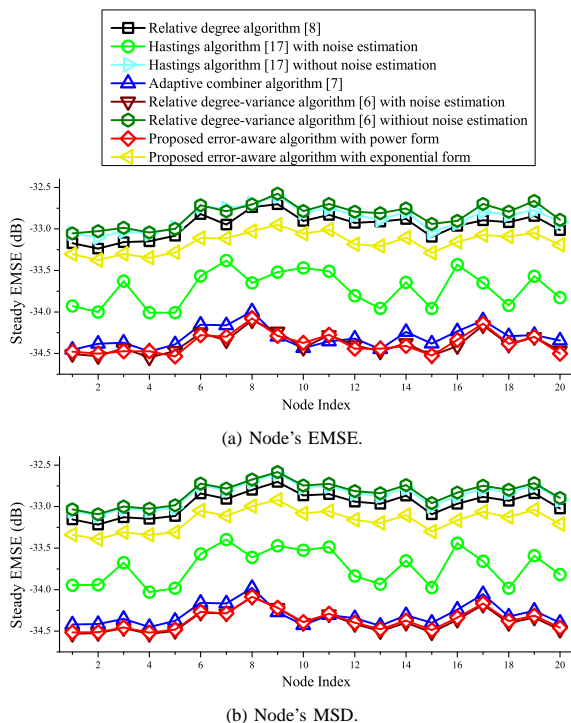 Relative degree algorithm [8]
Hastings algorithm [17] with noise estimation
Hastings algorithm [17] without noise estimation
Adaptive combiner algorithm [7]
Relative degree-variance algorithm [6] with noise estimation
Relative degree-variance algorithm [6] without noise estimation
Proposed error-aware algorithm with power form
Proposed error-aware algorithm with exponential form
-32.5
-33.0
-33.5
-34.0
-34.5
Steady EMSE (dB)
2 4 6 8 10 12 14 16 18 20
Node Index
(a) Node's EMSE.
-32.5
-33.0
-33.5
-34.0
-34.5
Steady EMSE (dB)
2 4 6 8 10 12 14 16 18 20
Node Index
(b) Node's MSD.